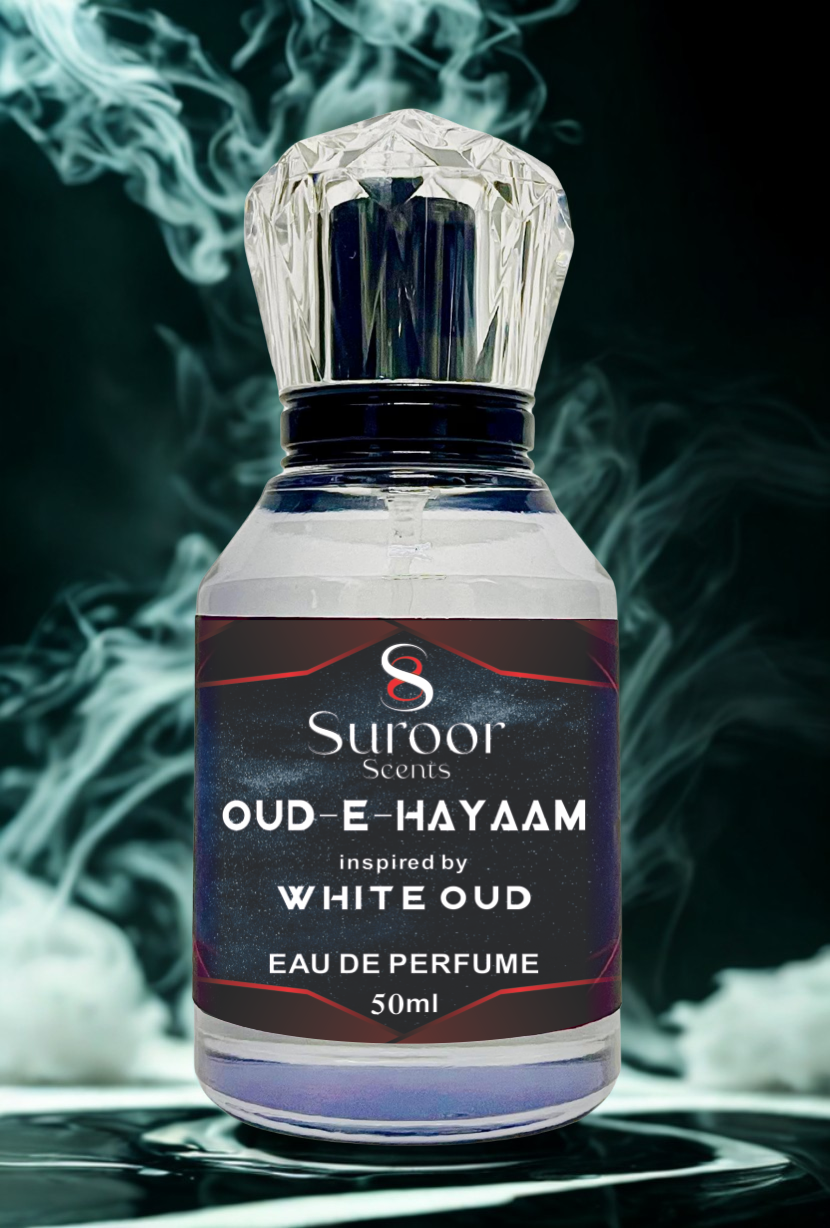 Suroor
Scents
OUD-E-HAYAAM
inspired by
WHITE OUD
EAU DE PERFUME
50ml